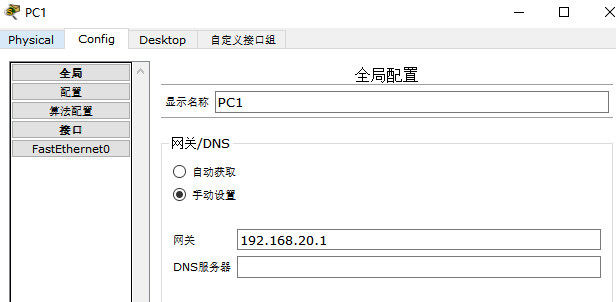 PC1
Physical Config Desktop 自定义接口组
全局
配置
算法配置
接口
FastEthernet0
全局配置
显示名称 PC1
网关/DNS
自动获取
手动设置
网关 192.168.20.1
DNS服务器